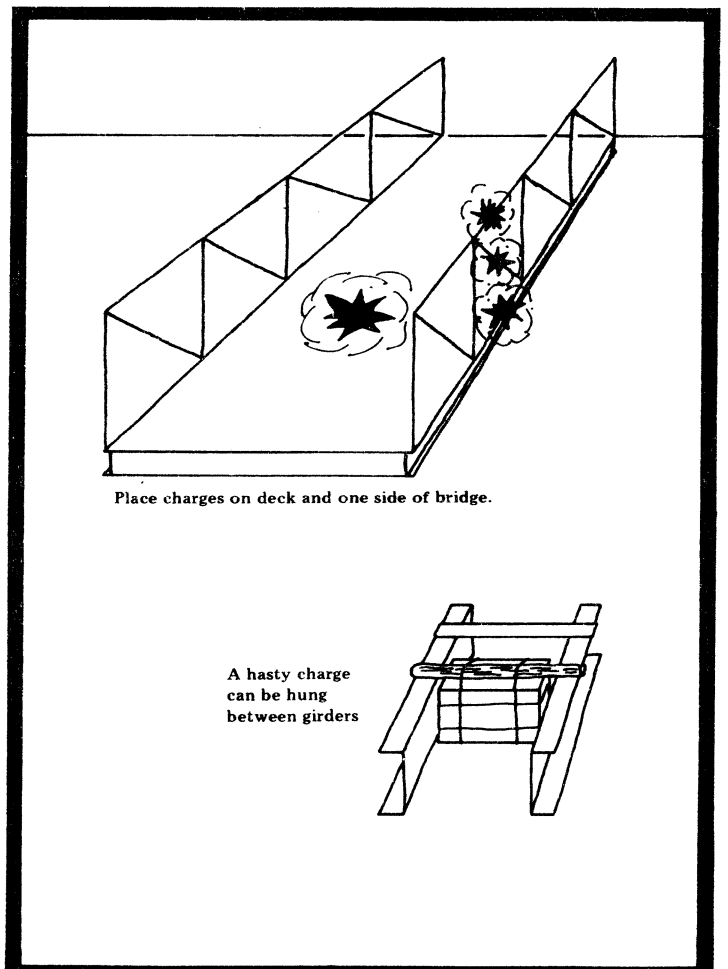 Place charges on deck and one side of bridge.
A hasty charge
can be hung
between girders